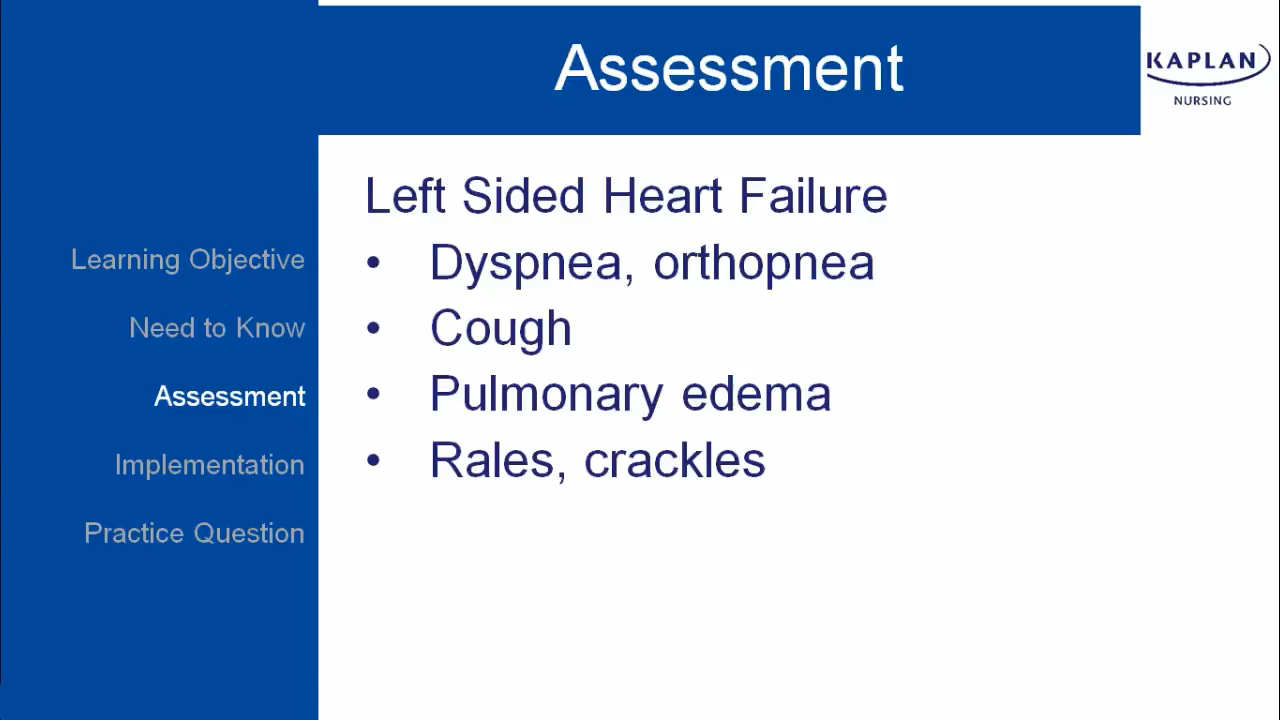 Assessment
KAPLAN
NURSING
Learning Objective
Need to Know
Assessment
Implementation
Practice Question
Left Sided Heart Failure
• Dyspnea, orthopnea
• Cough
• Pulmonary edema
• Rales, crackles